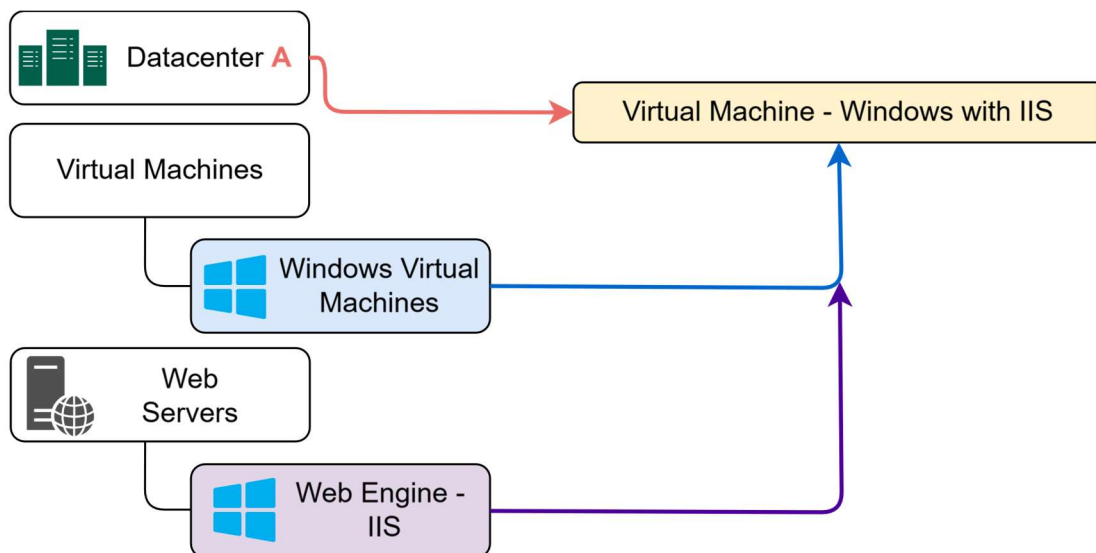 Datacenter A
Virtual Machine - Windows with IIS
Virtual Machines
Windows Virtual
Machines
Web
Servers
Web Engine -
IIS